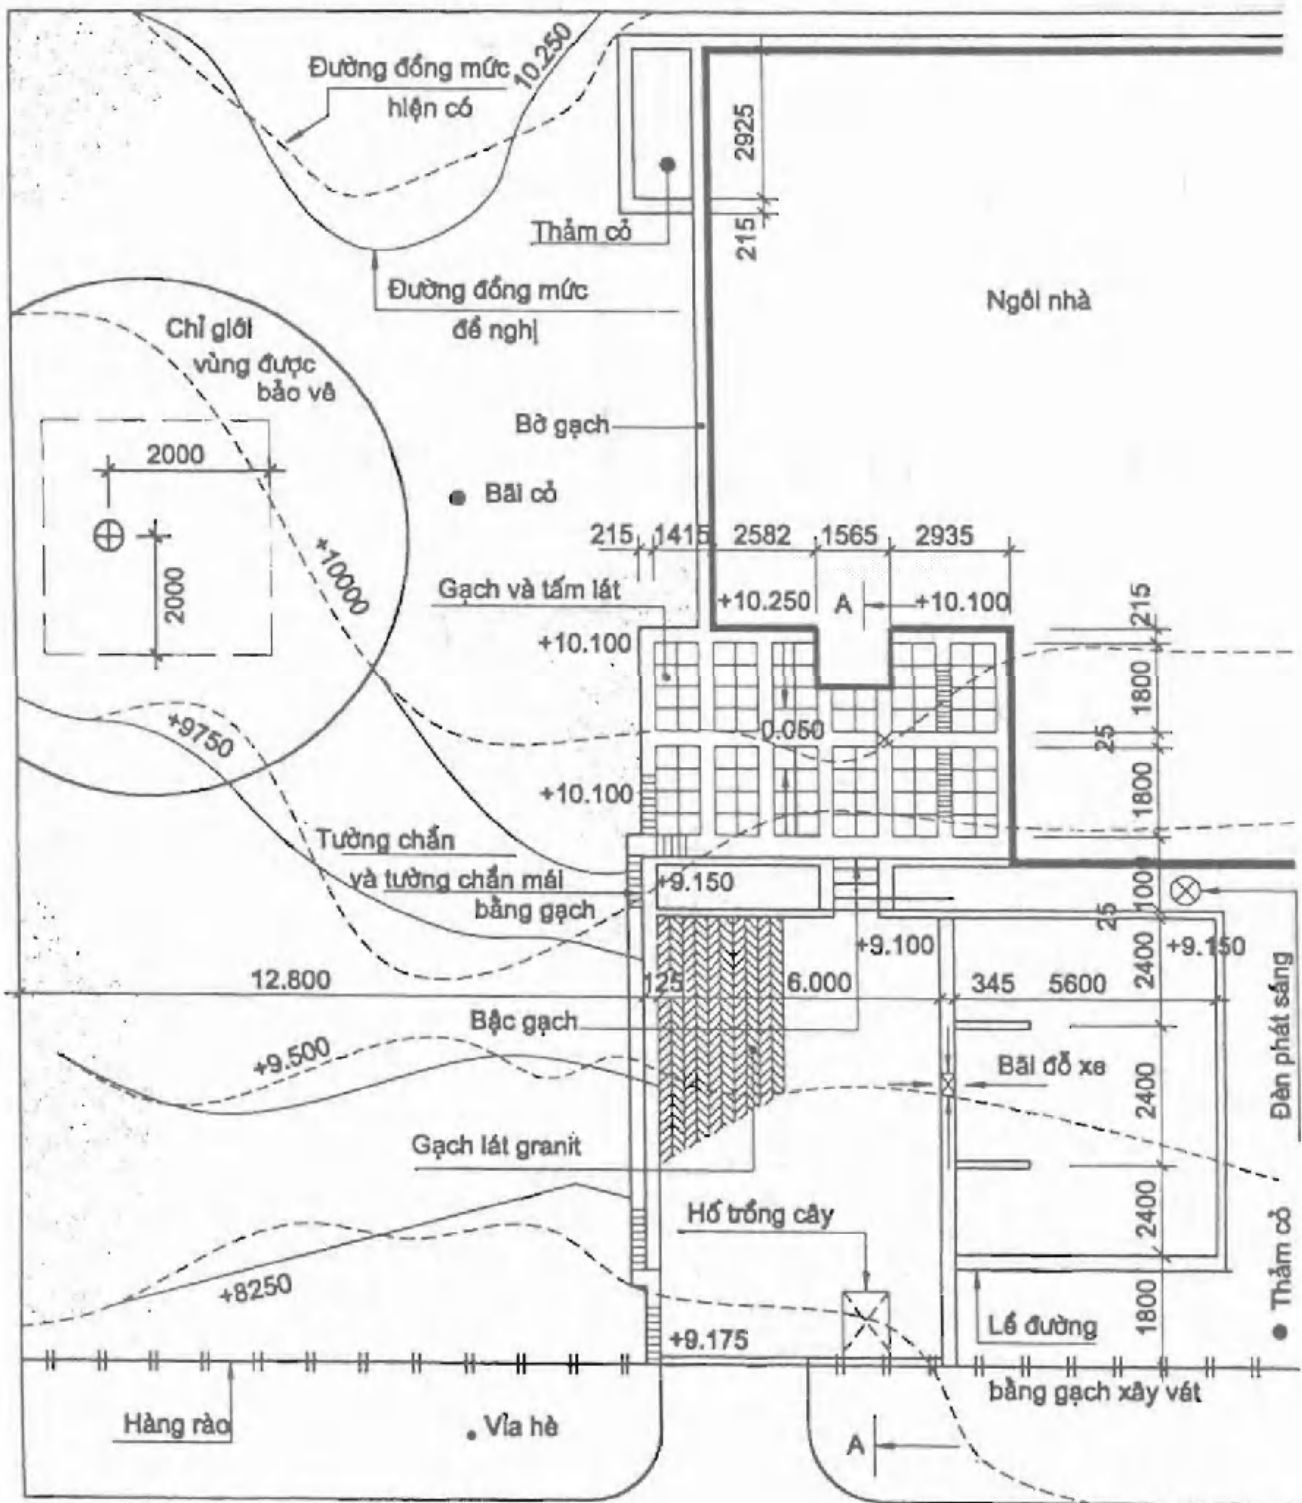 10.250
Đường đồng mức
hiện có
2925
215
Thảm cỏ
Đường đồng mức
đề nghị
Ngôi nhà
Chỉ giới
vùng được
bảo vê
Bờ gạch
2000
Bãi cỏ
2000
+10000
215 1415 2582 1565 2935
Gạch và tấm lát
+10.250 A +10.100
215
+10.100
1800
+9750
0.050
25
+10.100
1800
Tường chắn
và tường chắn mái
bằng gạch
+9.150
1000
25
+9.100
+9.150
2400
12.800 125 6.000 345 5600
Bậc gạch
Đèn phát sáng
+9.500
Bãi đỗ xe
2400
Gạch lát granit
Hố trồng cây
2400
+8250
Lề đường
1800
Thảm cỏ
+9.175
bằng gạch xây vát
Hàng rào
Vỉa hè
A